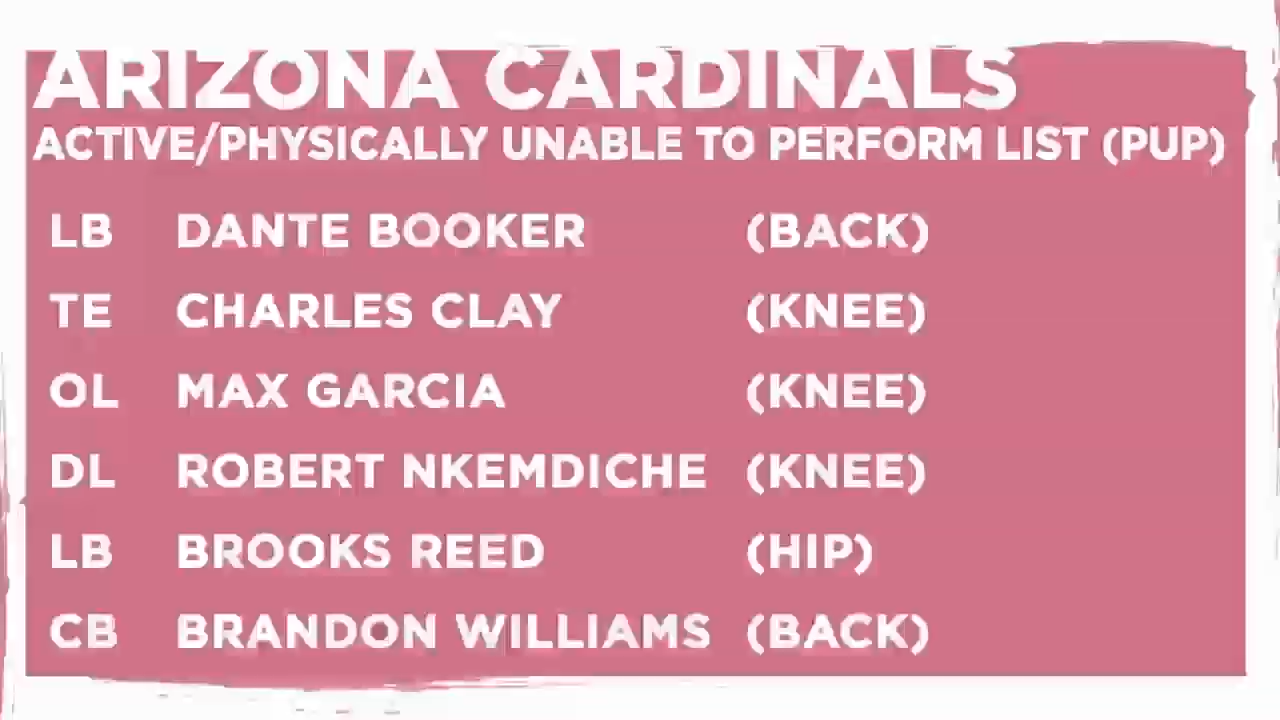 ARIZONA CARDINALS
ACTIVE/PHYSICALLY UNABLE TO PERFORM LIST (PUP)
LB DANTE BOOKER (BACK)
TE CHARLES CLAY (KNEE)
OL MAX GARCIA (KNEE)
DL ROBERT NKEMDICHE (KNEE)
LB BROOKS REED (HIP)
CB BRANDON WILLIAMS (BACK)